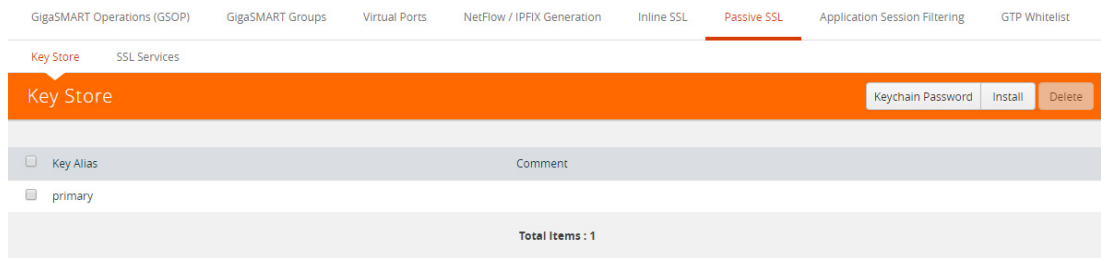 GigaSMART Operations (GSOP) GigaSMART Groups Virtual Ports NetFlow / IPFIX Generation Inline SSL Passive SSL Application Session Filtering GTP Whitelist
Key Store SSL Services
Key Store Keychain Password Install Delete
Key Alias Comment
primary
Total Items : 1